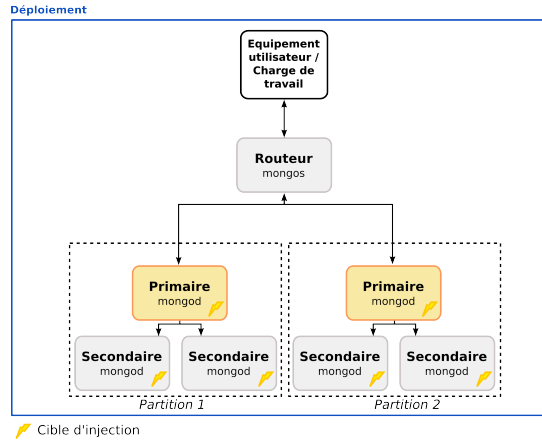 Déploiement
Equipement
utilisateur /
Charge de
travail
Routeur
mongos
Primaire
mongod
Primaire
mongod
Secondaire
mongod
Secondaire
mongod
Secondaire
mongod
Secondaire
mongod
Partition 1
Partition 2
Cible d'injection